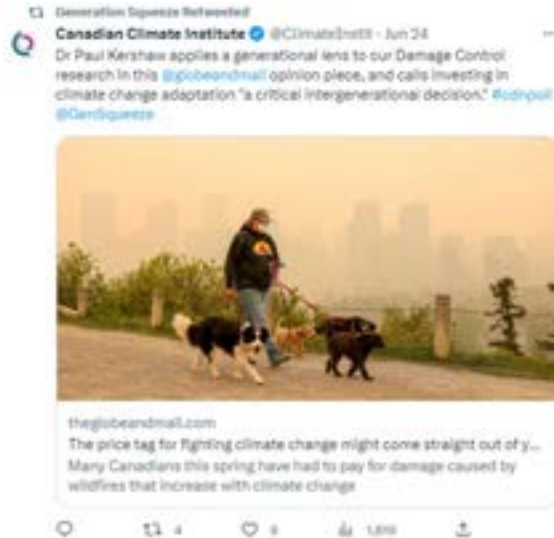 Generation Squeeze Retweeted
Canadian Climate Institute @ClimateInstit · Jun 24
Dr Paul Kershaw applies a generational lens to our Damage Control
research in this @globeandmail opinion piece, and calls investing in
climate change adaptation "a critical intergenerational decision." #cdnpoli
@GenSqueeze
theglobeandmail.com
The price tag for fighting climate change might come straight out of y...
Many Canadians this spring have had to pay for damage caused by
wildfires that increase with climate change
4